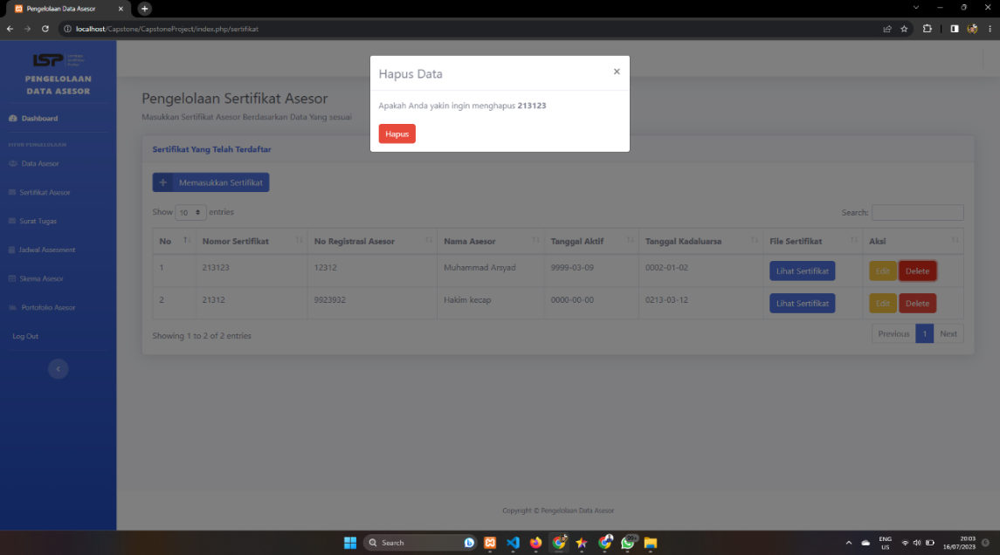 Pengelolaan Data Asesor
localhost/Capstone/CapstoneProject/index.php/sertifikat
LSP
PENGELOLAAN
DATA ASESOR
Dashboard
FITUR PENGELOLAAN
Data Asesor
Sertifikat Asesor
Surat Tugas
Jadwal Assesment
Skema Asesor
Portofolio Asesor
Log Out
Hapus Data
×
Apakah Anda yakin ingin menghapus 213123
Hapus
Pengelolaan Sertifikat Asesor
Masukkan Sertifikat Asesor Berdasarkan Data Yang sesuai
Sertifikat Yang Telah Terdaftar
+ Memasukkan Sertifikat
Show 10 entries
Search:
No Nomor Sertifikat No Registrasi Asesor Nama Asesor Tanggal Aktif Tanggal Kadaluarsa File Sertifikat Aksi
1 213123 12312 Muhammad Arsyad 9999-03-09 0002-01-02 Lihat Sertifikat Edit Delete
2 21312 9923932 Hakim kecap 0000-00-00 0213-03-12 Lihat Sertifikat Edit Delete
Showing 1 to 2 of 2 entries
Previous 1 Next
Copyright © Pengelolaan Data Asesor
Search
ENG
US
20:03
16/07/2023